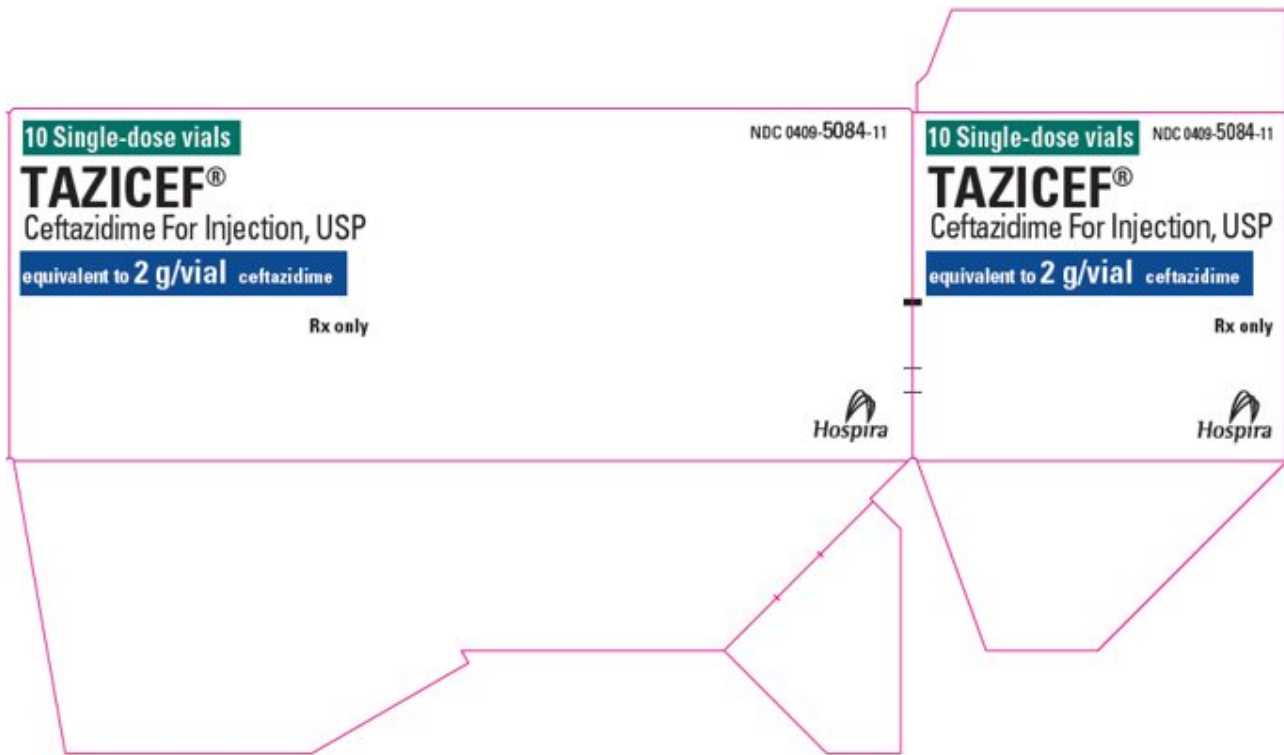 10 Single-dose vials
NDC 0409-5084-11
TAZICEF®
Ceftazidime For Injection, USP
equivalent to 2 g/vial ceftazidime
Rx only
Hospira
10 Single-dose vials NDC 0409-5084-11
TAZICEF®
Ceftazidime For Injection, USP
equivalent to 2 g/vial ceftazidime
Rx only
Hospira